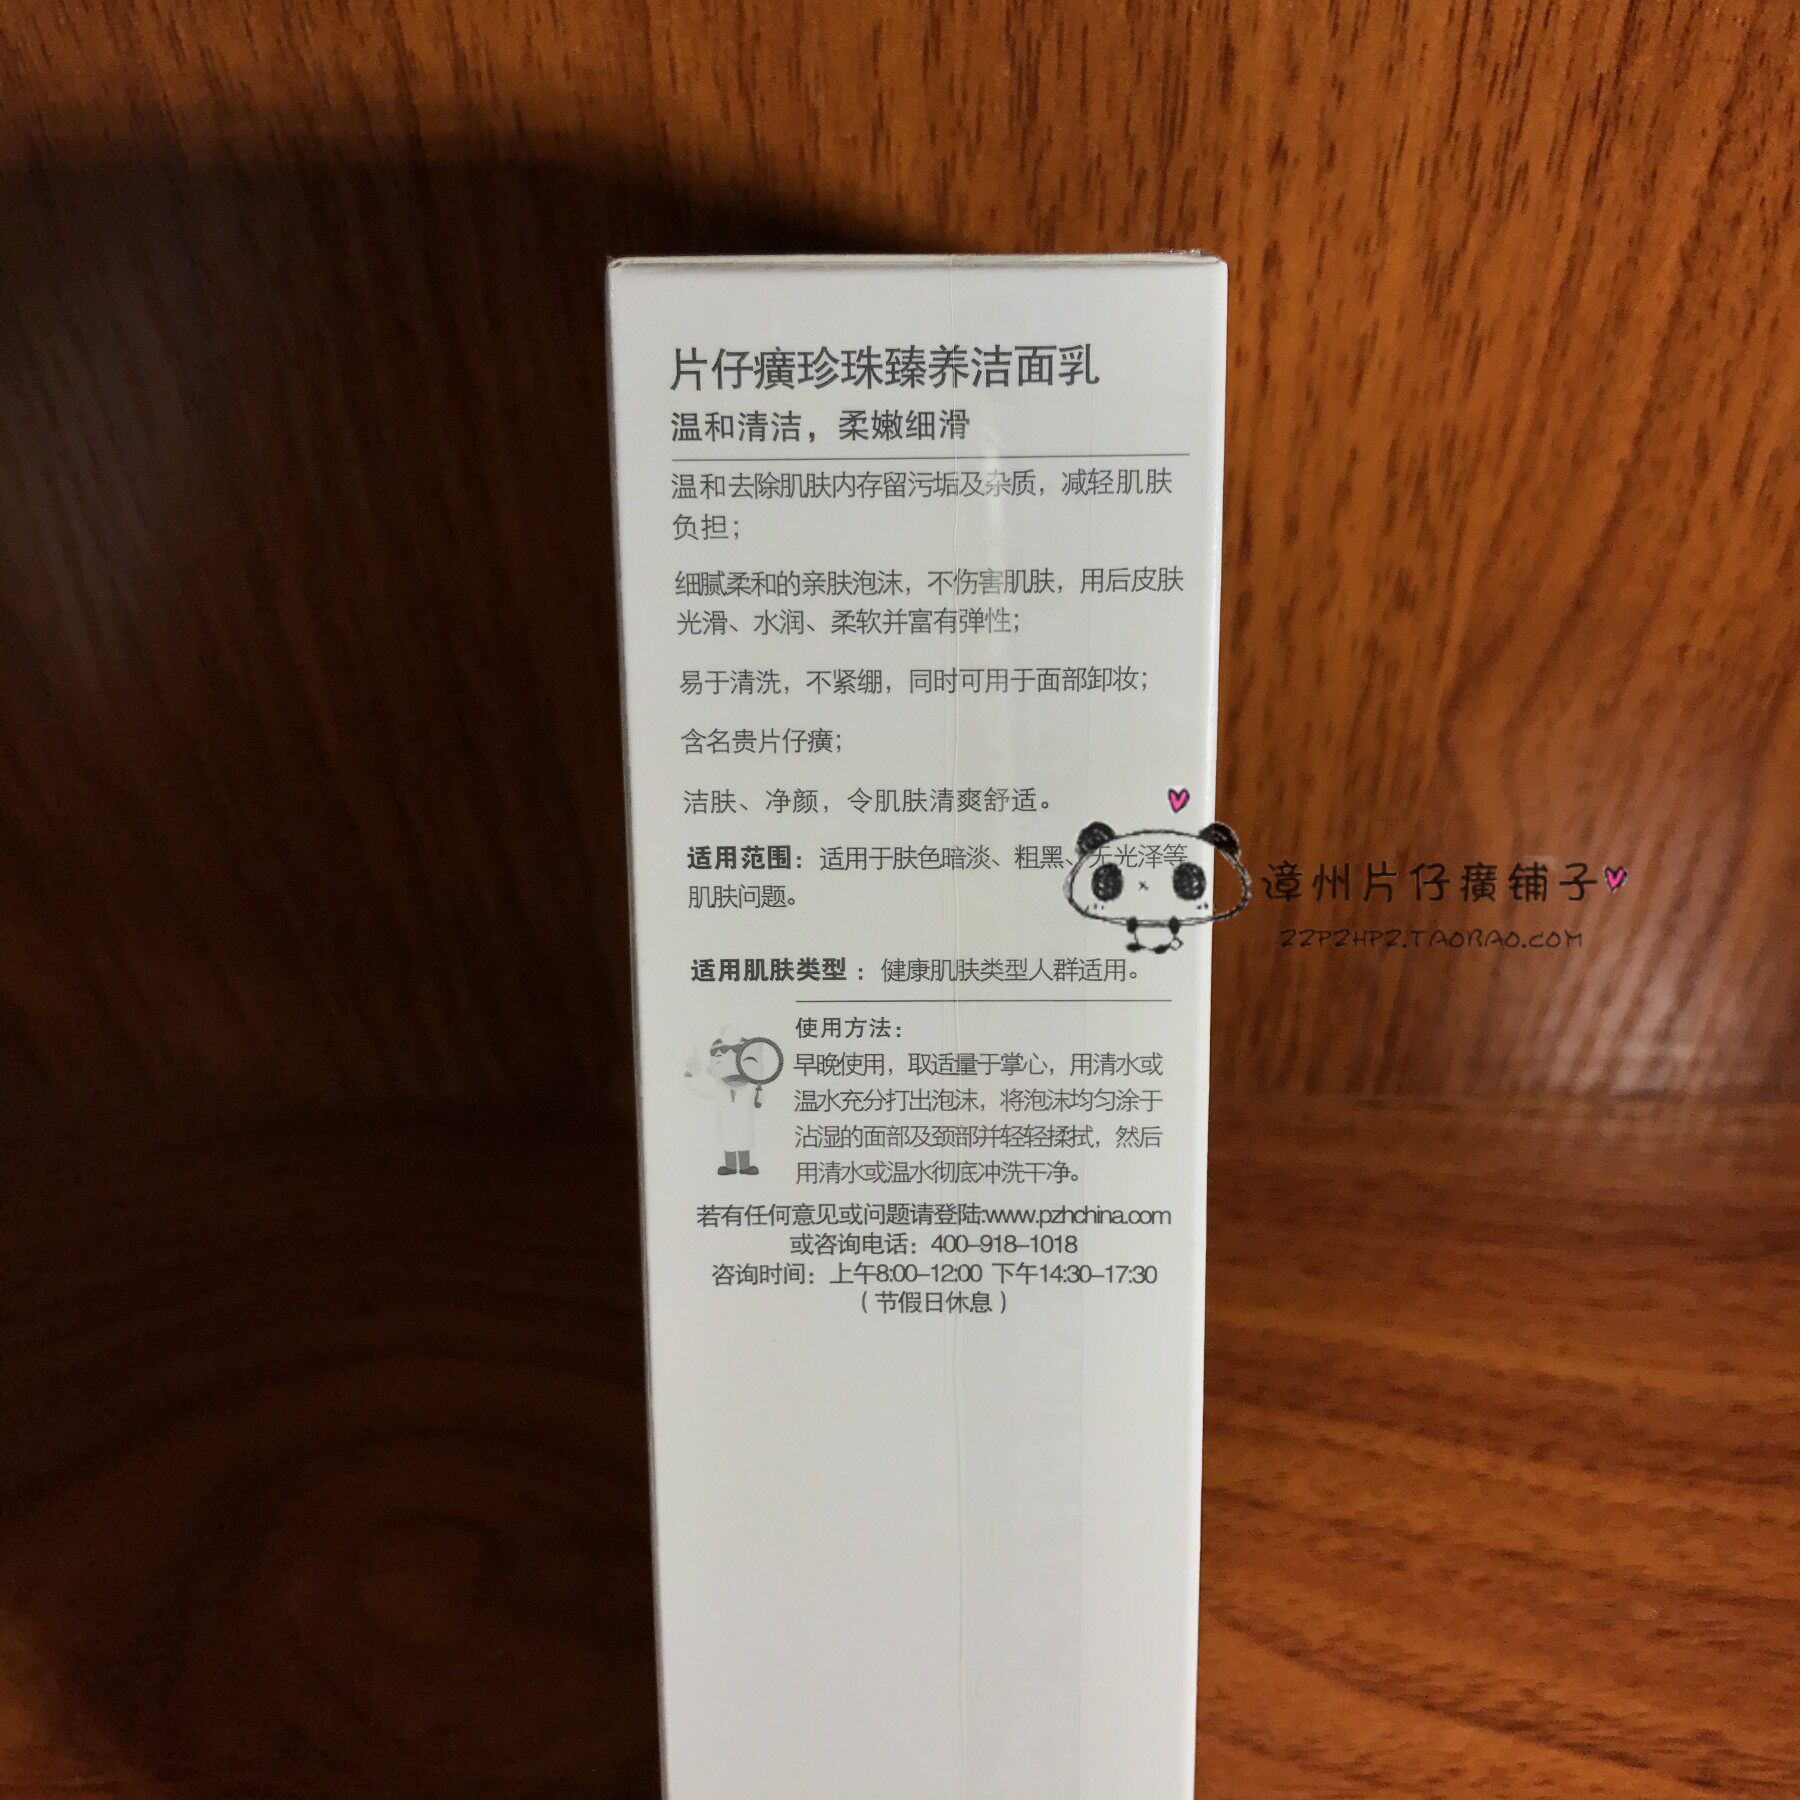 片仔癀珍珠臻养洁面乳
温和清洁，柔嫩细滑
温和去除肌肤内存留污垢及杂质，减轻肌肤
负担；
细腻柔和的亲肤泡沫，不伤害肌肤，用后皮肤
光滑、水润、柔软并富有弹性；
易于清洗，不紧绷，同时可用于面部卸妆；
含名贵片仔癀；
洁肤、净颜，令肌肤清爽舒适。
适用范围：适用于肤色暗淡、粗黑、无光泽等
肌肤问题。
漳州片仔癀铺子
ZZPZHPZ.TAOBAO.COM
适用肌肤类型：健康肌肤类型人群适用。
使用方法：
早晚使用，取适量于掌心，用清水或
温水充分打出泡沫，将泡沫均匀涂于
沾湿的面部及颈部并轻轻揉拭，然后
用清水或温水彻底冲洗干净。
若有任何意见或问题请登陆:www.pzhchina.com
或咨询电话：400-918-1018
咨询时间：上午8:00-12:00 下午14:30-17:30
（节假日休息）